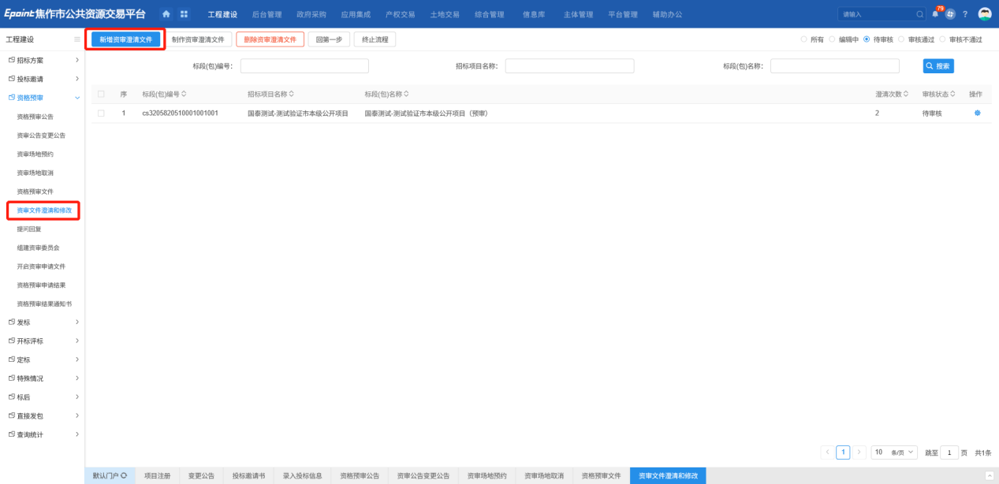 Epoint焦作市公共资源交易平台 工程建设 后台管理 政府采购 应用集成 产权交易 土地交易 综合管理 信息库 主体管理 平台管理 辅助办公 请输入 79 ?
工程建设
新增资审澄清文件 制作资审澄清文件 删除资审澄清文件 回第一步 终止流程 所有 编辑中 待审核 审核通过 审核不通过
招标方案
投标邀请
资格预审
资格预审公告
资审公告变更公告
资审场地预约
资审场地取消
资格预审文件
资审文件澄清和修改
提问回复
组建资审委员会
开启资审申请文件
资格预审申请结果
资格预审结果通知书
发标
开标评标
定标
特殊情况
标后
直接发包
查询统计
标段(包)编号: 招标项目名称: 标段(包)名称: 搜索
序 标段(包)编号 招标项目名称 标段(包)名称 澄清次数 审核状态 操作
1 cs3205820510001001001 国泰测试-测试验证市本级公开项目 国泰测试-测试验证市本级公开项目（预审） 2 待审核
1 10 条/页 跳至 1 页 共1条
默认门户 项目注册 变更公告 投标邀请书 录入投标信息 资格预审公告 资审公告变更公告 资审场地预约 资审场地取消 资格预审文件 资审文件澄清和修改